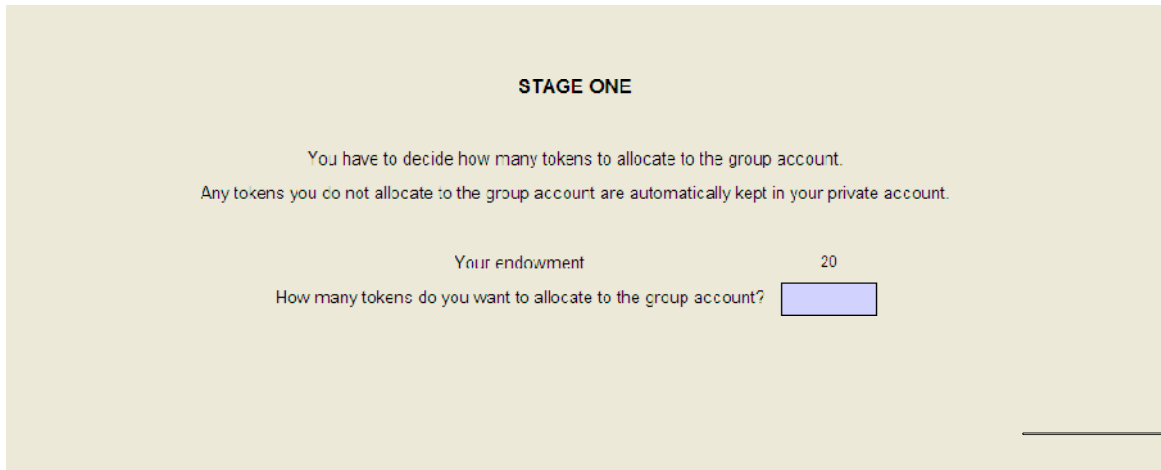 STAGE ONE
You have to decide how many tokens to allocate to the group account.
Any tokens you do not allocate to the group account are automatically kept in your private account.
Your endowment 20
How many tokens do you want to allocate to the group account?